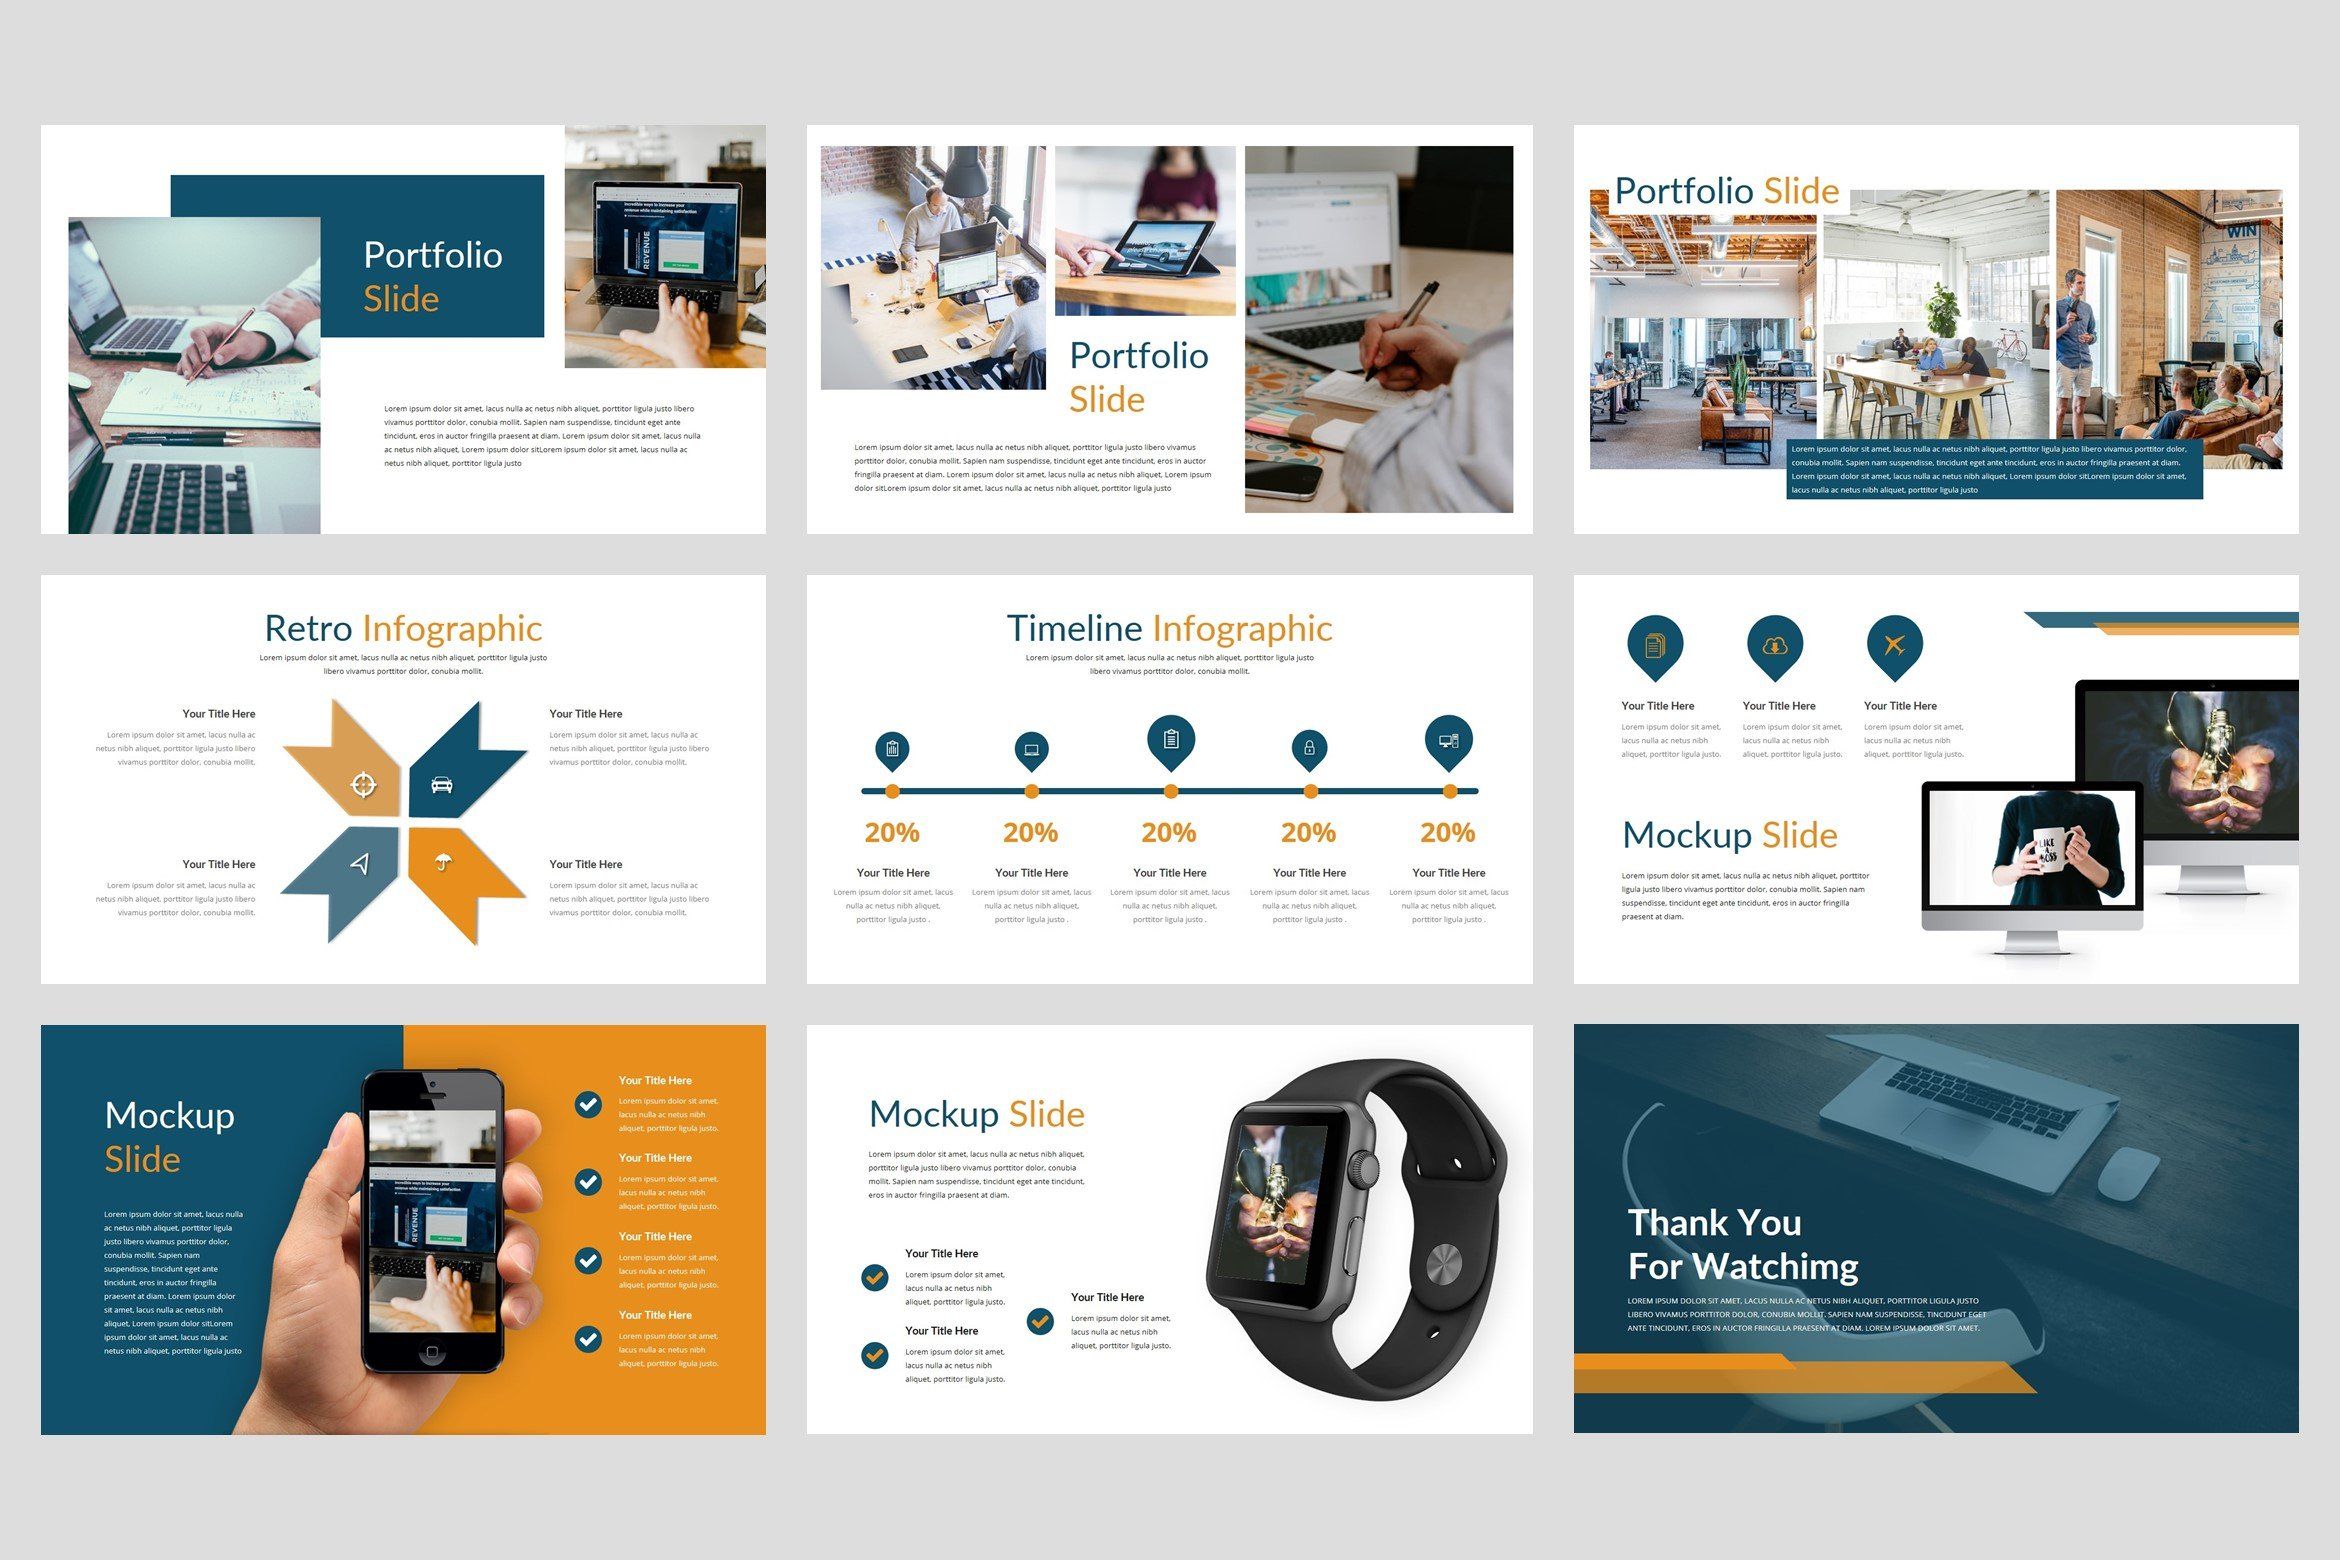 Portfolio
Slide
Incredible ways to increase your
revenue while maintaining satisfaction
REVENUE
Lorem ipsum dolor sit amet, lacus nulla ac netus nibh aliquet, porttitor ligula justo libero
vivamus porttitor dolor, conubia mollit. Sapien nam suspendisse, tincidunt eget ante
tincidunt, eros in auctor fringilla praesent at diam. Lorem ipsum dolor sit amet, lacus nulla
ac netus nibh aliquet, Lorem ipsum dolor sitLorem ipsum dolor sit amet, lacus nulla ac
netus nibh aliquet, porttitor ligula justo
Portfolio
Slide
Lorem ipsum dolor sit amet, lacus nulla ac netus nibh aliquet, porttitor ligula justo libero vivamus
porttitor dolor, conubia mollit. Sapien nam suspendisse, tincidunt eget ante tincidunt, eros in auctor
fringilla praesent at diam. Lorem ipsum dolor sit amet, lacus nulla ac netus nibh aliquet, Lorem ipsum
dolor sitLorem ipsum dolor sit amet, lacus nulla ac netus nibh aliquet, porttitor ligula justo
Portfolio Slide
WIN
Lorem ipsum dolor sit amet, lacus nulla ac netus nibh aliquet, porttitor ligula justo libero vivamus porttitor dolor,
conubia mollit. Sapien nam suspendisse, tincidunt eget ante tincidunt, eros in auctor fringilla praesent at diam.
Lorem ipsum dolor sit amet, lacus nulla ac netus nibh aliquet, Lorem ipsum dolor sitLorem ipsum dolor sit amet,
lacus nulla ac netus nibh aliquet, porttitor ligula justo
Retro Infographic
Lorem ipsum dolor sit amet, lacus nulla ac netus nibh aliquet, porttitor ligula justo
libero vivamus porttitor dolor, conubia mollit.
Your Title Here
Lorem ipsum dolor sit amet, lacus nulla ac
netus nibh aliquet, porttitor ligula justo libero
vivamus porttitor dolor, conubia mollit.
Your Title Here
Lorem ipsum dolor sit amet, lacus nulla ac
netus nibh aliquet, porttitor ligula justo libero
vivamus porttitor dolor, conubia mollit.
Your Title Here
Lorem ipsum dolor sit amet, lacus nulla ac
netus nibh aliquet, porttitor ligula justo libero
vivamus porttitor dolor, conubia mollit.
Your Title Here
Lorem ipsum dolor sit amet, lacus nulla ac
netus nibh aliquet, porttitor ligula justo libero
vivamus porttitor dolor, conubia mollit.
Timeline Infographic
Lorem ipsum dolor sit amet, lacus nulla ac netus nibh aliquet, porttitor ligula justo
libero vivamus porttitor dolor, conubia mollit.
20%
Your Title Here
Lorem ipsum dolor sit amet, lacus
nulla ac netus nibh aliquet,
porttitor ligula justo .
20%
Your Title Here
Lorem ipsum dolor sit amet, lacus
nulla ac netus nibh aliquet,
porttitor ligula justo .
20%
Your Title Here
Lorem ipsum dolor sit amet, lacus
nulla ac netus nibh aliquet,
porttitor ligula justo .
20%
Your Title Here
Lorem ipsum dolor sit amet, lacus
nulla ac netus nibh aliquet,
porttitor ligula justo .
20%
Your Title Here
Lorem ipsum dolor sit amet, lacus
nulla ac netus nibh aliquet,
porttitor ligula justo .
Your Title Here
Lorem ipsum dolor sit amet,
lacus nulla ac netus nibh
aliquet, porttitor ligula justo.
Your Title Here
Lorem ipsum dolor sit amet,
lacus nulla ac netus nibh
aliquet, porttitor ligula justo.
Your Title Here
Lorem ipsum dolor sit amet,
lacus nulla ac netus nibh
aliquet, porttitor ligula justo.
Mockup Slide
Lorem ipsum dolor sit amet, lacus nulla ac netus nibh aliquet, porttitor
ligula justo libero vivamus porttitor dolor, conubia mollit. Sapien nam
suspendisse, tincidunt eget ante tincidunt, eros in auctor fringilla
praesent at diam.
LIKE
A
BOSS
Mockup
Slide
Lorem ipsum dolor sit amet, lacus nulla
ac netus nibh aliquet, porttitor ligula
justo libero vivamus porttitor dolor,
conubia mollit. Sapien nam
suspendisse, tincidunt eget ante
tincidunt, eros in auctor fringilla
praesent at diam. Lorem ipsum dolor
sit amet, lacus nulla ac netus nibh
aliquet, Lorem ipsum dolor sitLorem
ipsum dolor sit amet, lacus nulla ac
netus nibh aliquet, porttitor ligula justo
Incredible ways to increase your
revenue while maintaining satisfaction
REVENUE
Your Title Here
Lorem ipsum dolor sit amet,
lacus nulla ac netus nibh
aliquet, porttitor ligula justo.
Your Title Here
Lorem ipsum dolor sit amet,
lacus nulla ac netus nibh
aliquet, porttitor ligula justo.
Your Title Here
Lorem ipsum dolor sit amet,
lacus nulla ac netus nibh
aliquet, porttitor ligula justo.
Your Title Here
Lorem ipsum dolor sit amet,
lacus nulla ac netus nibh
aliquet, porttitor ligula justo.
Mockup Slide
Lorem ipsum dolor sit amet, lacus nulla ac netus nibh aliquet,
porttitor ligula justo libero vivamus porttitor dolor, conubia
mollit. Sapien nam suspendisse, tincidunt eget ante tincidunt,
eros in auctor fringilla praesent at diam.
Your Title Here
Lorem ipsum dolor sit amet,
lacus nulla ac netus nibh
aliquet, porttitor ligula justo.
Your Title Here
Lorem ipsum dolor sit amet,
lacus nulla ac netus nibh
aliquet, porttitor ligula justo.
Your Title Here
Lorem ipsum dolor sit amet,
lacus nulla ac netus nibh
aliquet, porttitor ligula justo.
Thank You
For Watchimg
LOREM IPSUM DOLOR SIT AMET, LACUS NULLA AC NETUS NIBH ALIQUET, PORTTITOR LIGULA JUSTO
LIBERO VIVAMUS PORTTITOR DOLOR, CONUBIA MOLLIT. SAPIEN NAM SUSPENDISSE, TINCIDUNT EGET
ANTE TINCIDUNT, EROS IN AUCTOR FRINGILLA PRAESENT AT DIAM. LOREM IPSUM DOLOR SIT AMET,